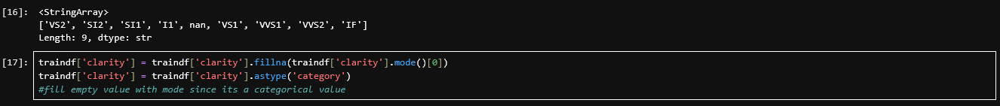 [16]: <StringArray>
['VS2', 'SI2', 'SI1', 'I1', nan, 'VS1', 'VVS1', 'VVS2', 'IF']
Length: 9, dtype: str
[17]: traindf['clarity'] = traindf['clarity'].fillna(traindf['clarity'].mode()[0])
traindf['clarity'] = traindf['clarity'].astype('category')
#fill empty value with mode since its a categorical value